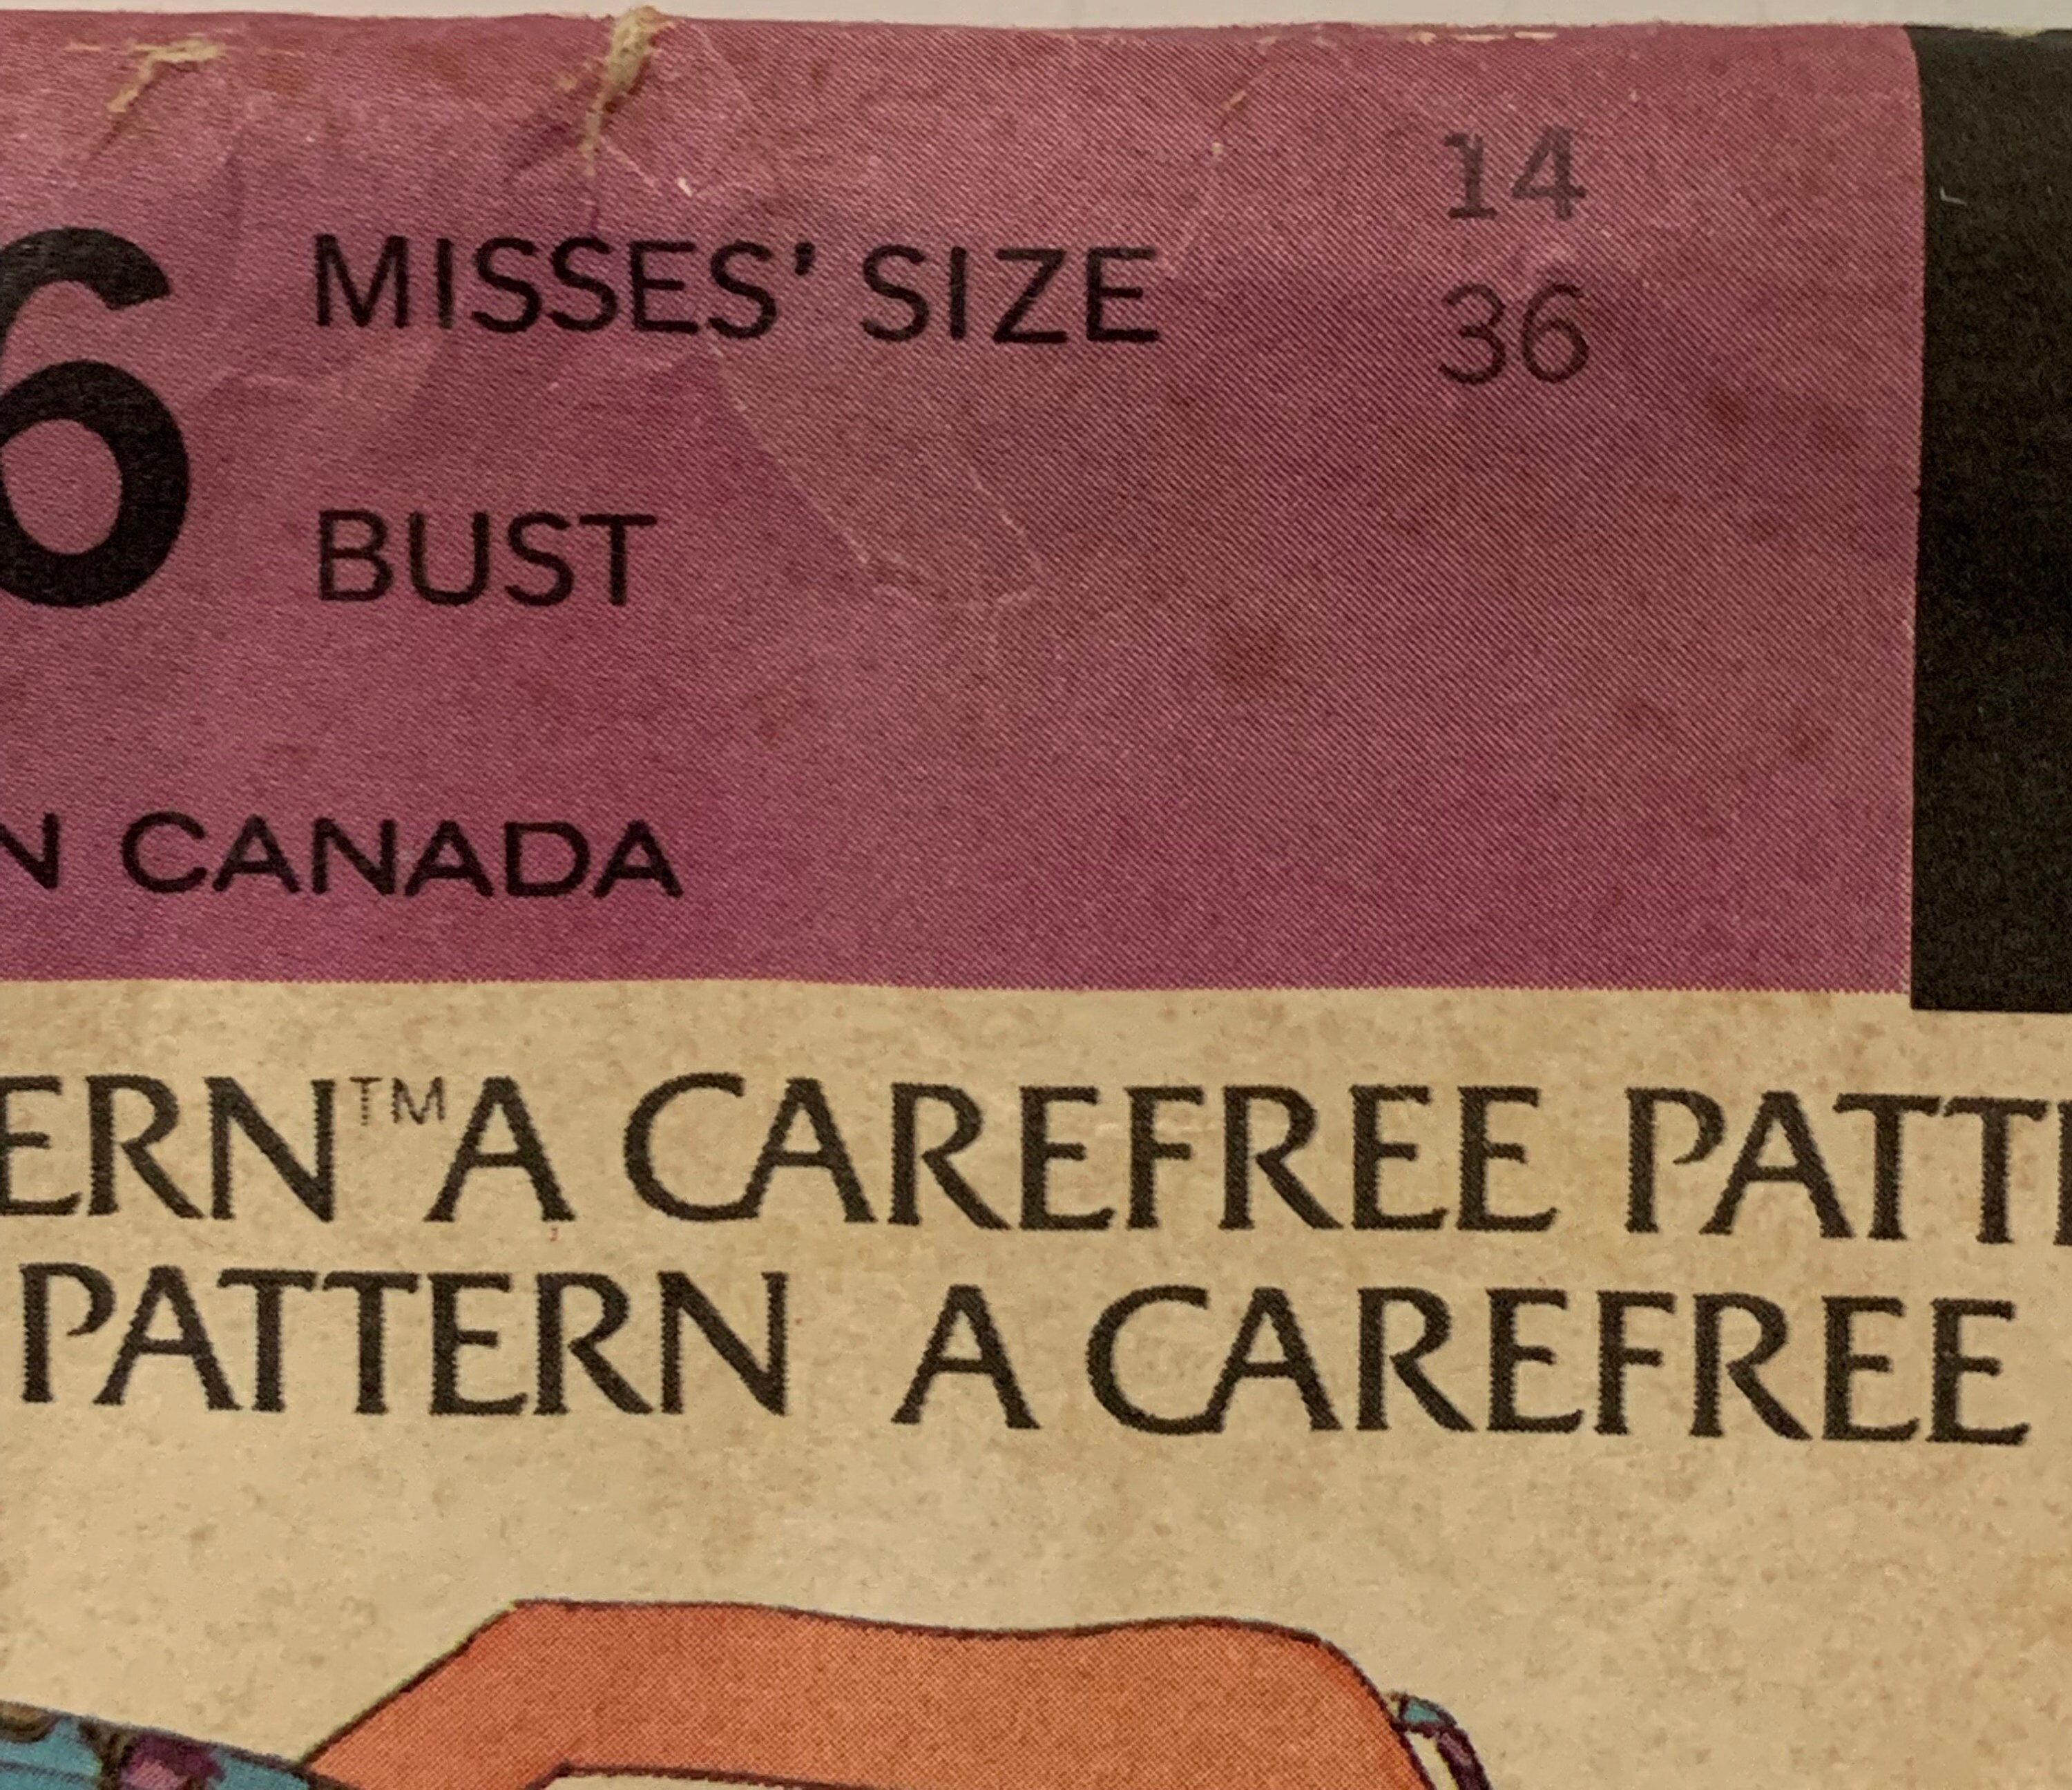 14
6 MISSES' SIZE 36
BUST
N CANADA
ERN™ A CAREFREE PATT
PATTERN A CAREFREE